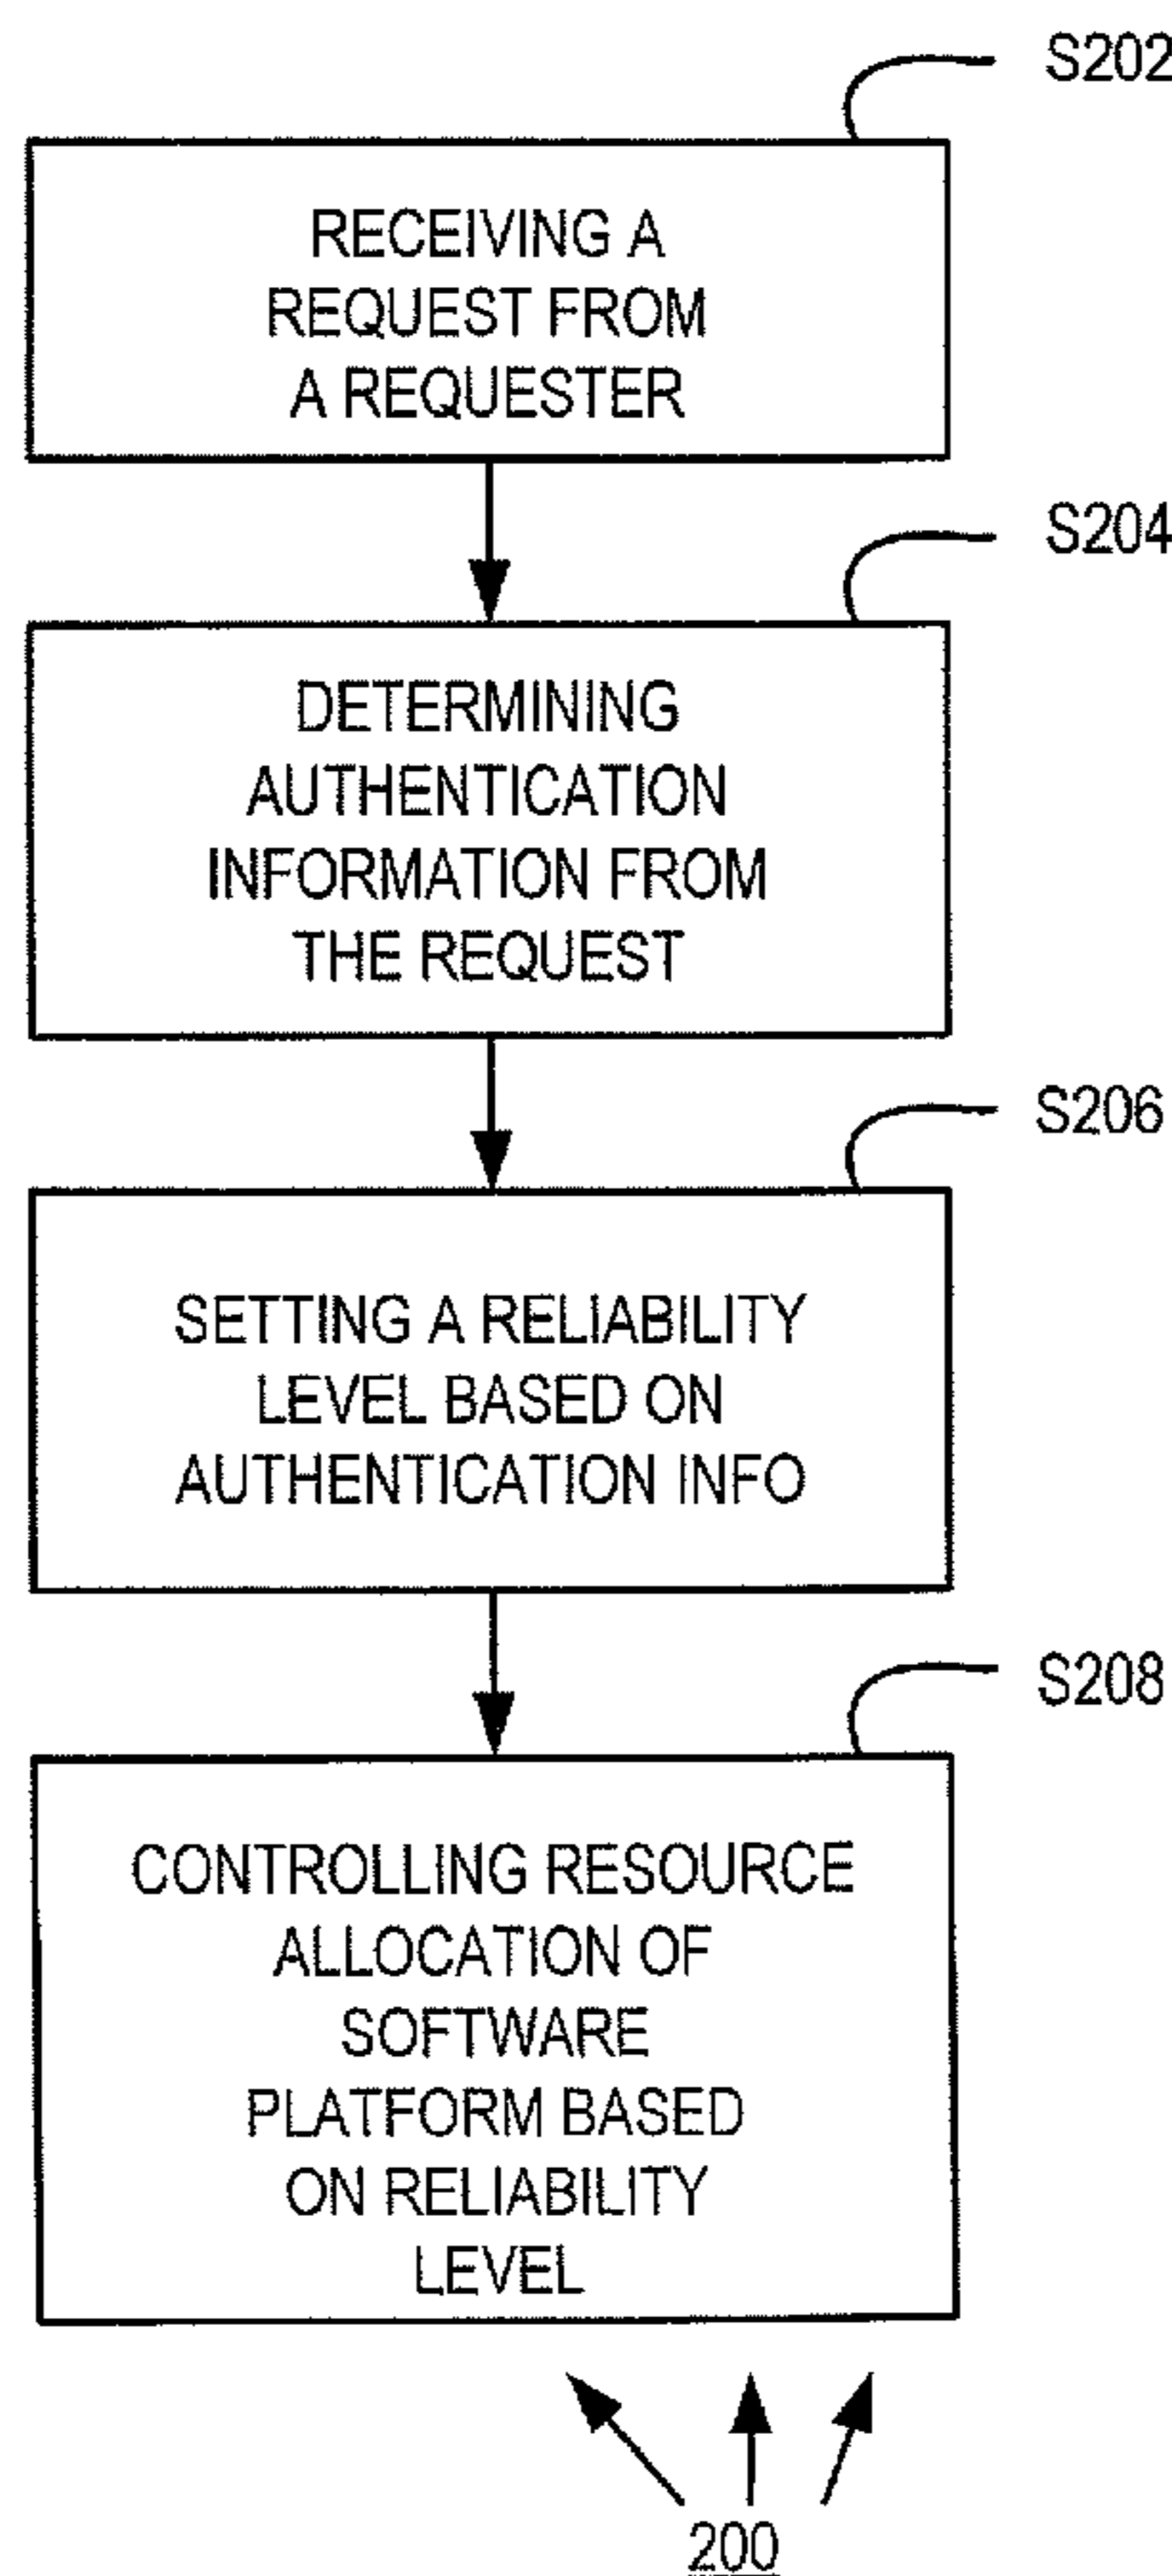 S202
RECEIVING A
REQUEST FROM
A REQUESTER
S204
DETERMINING
AUTHENTICATION
INFORMATION FROM
THE REQUEST
S206
SETTING A RELIABILITY
LEVEL BASED ON
AUTHENTICATION INFO
S208
CONTROLLING RESOURCE
ALLOCATION OF
SOFTWARE
PLATFORM BASED
ON RELIABILITY
LEVEL
200